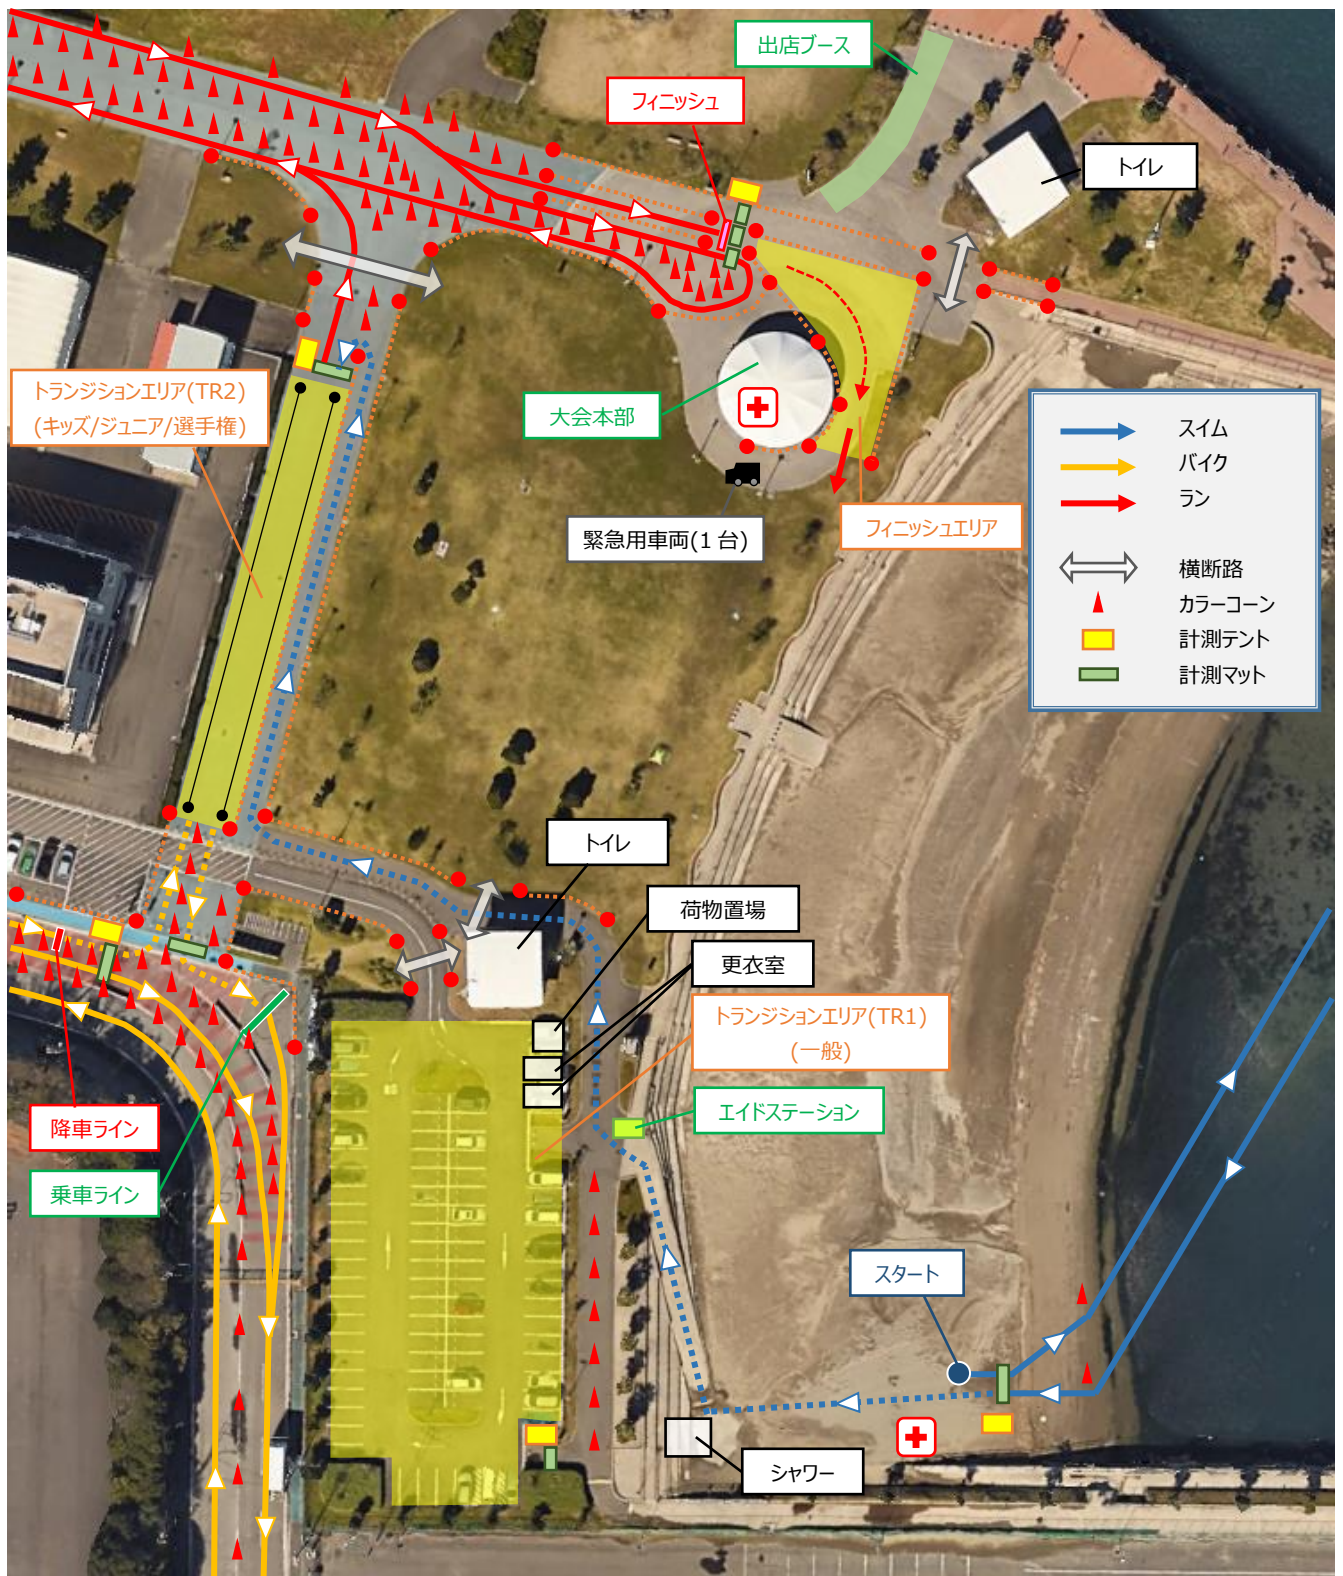 出店ブース
フィニッシュ
トイレ
トランジションエリア(TR2)
(キッズ/ジュニア/選手権)
大会本部
緊急用車両(1台)
フィニッシュエリア
スイム
バイク
ラン
横断路
カラーコーン
計測テント
計測マット
トイレ
荷物置場
更衣室
トランジションエリア(TR1)
(一般)
エイドステーション
降車ライン
乗車ライン
スタート
シャワー